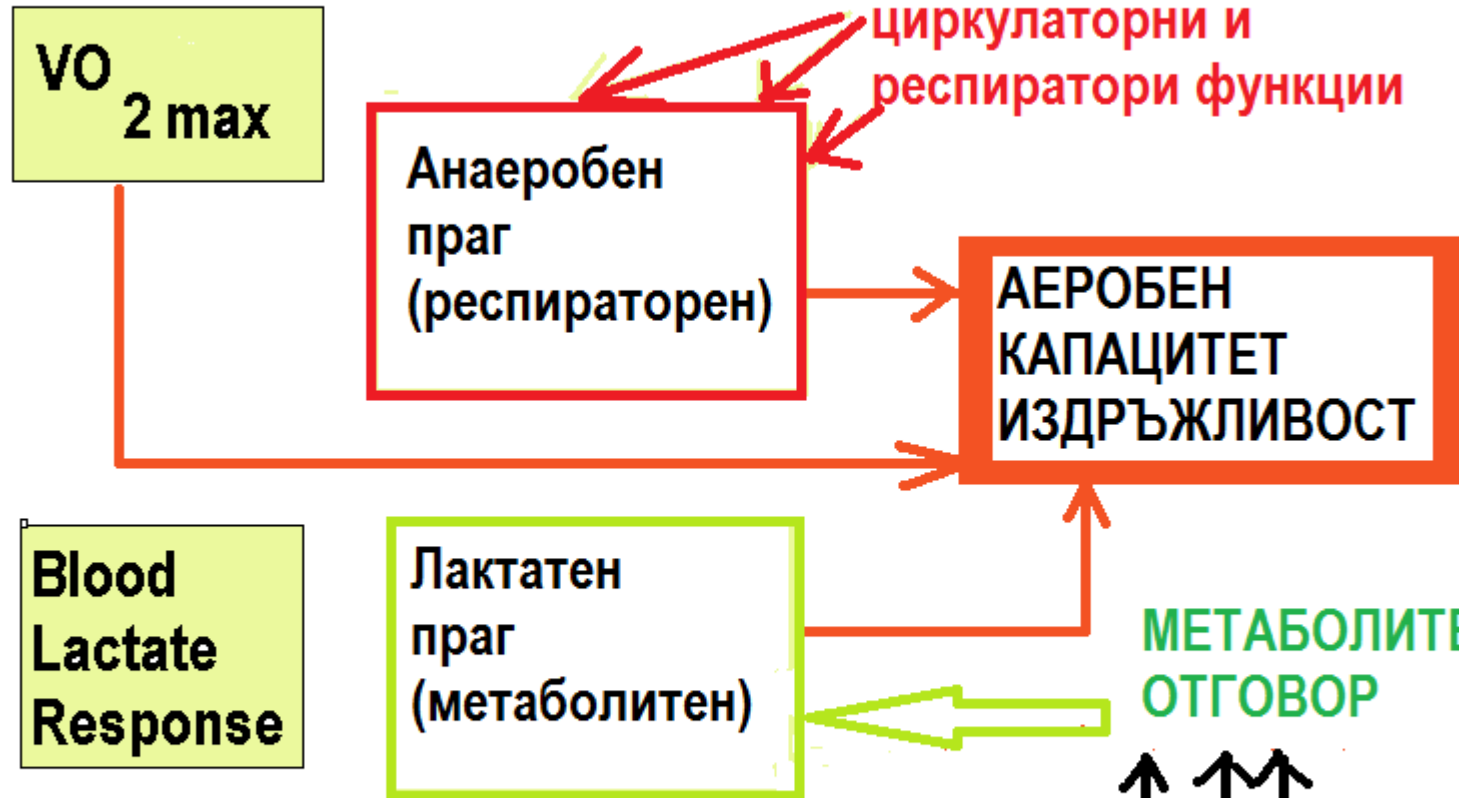 VO
2 max
циркулаторни и
респиратори функции
Анаеробен
праг
(респираторен)
АЕРОБЕН
КАПАЦИТЕТ
ИЗДРЪЖЛИВОСТ
Blood
Lactate
Response
Лактатен
праг
(метаболитен)
МЕТАБОЛИТЕ
ОТГОВОР